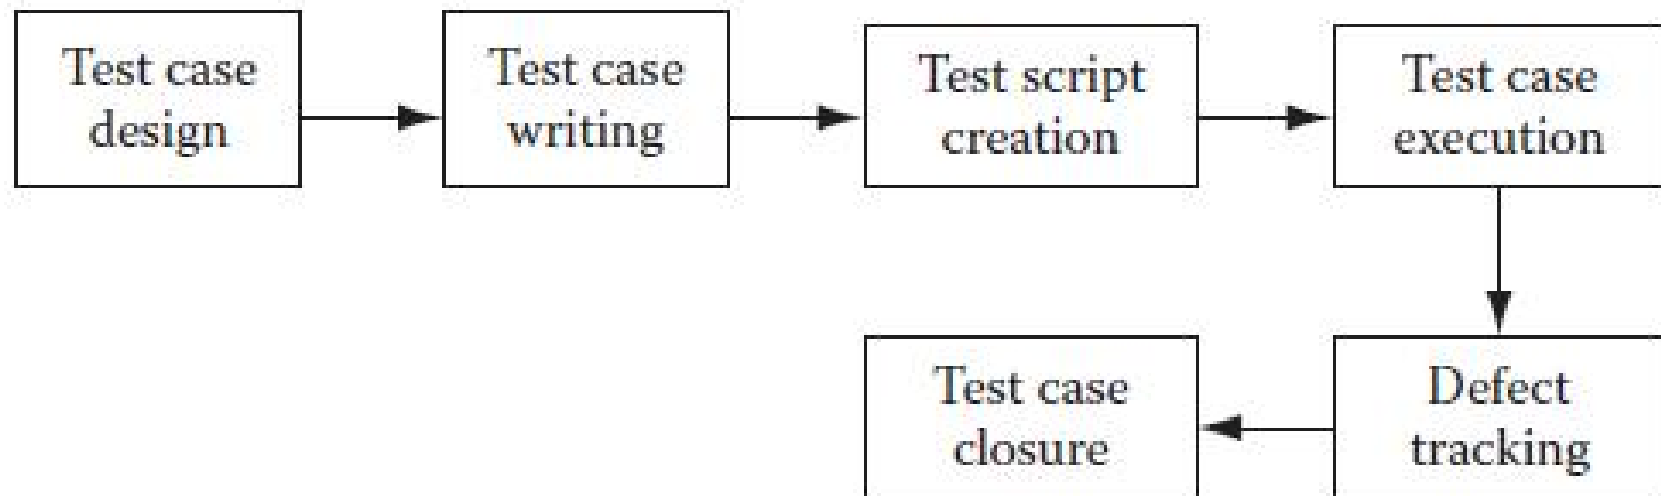 Test case
design
Test case
writing
Test script
creation
Test case
execution
Test case
closure
Defect
tracking